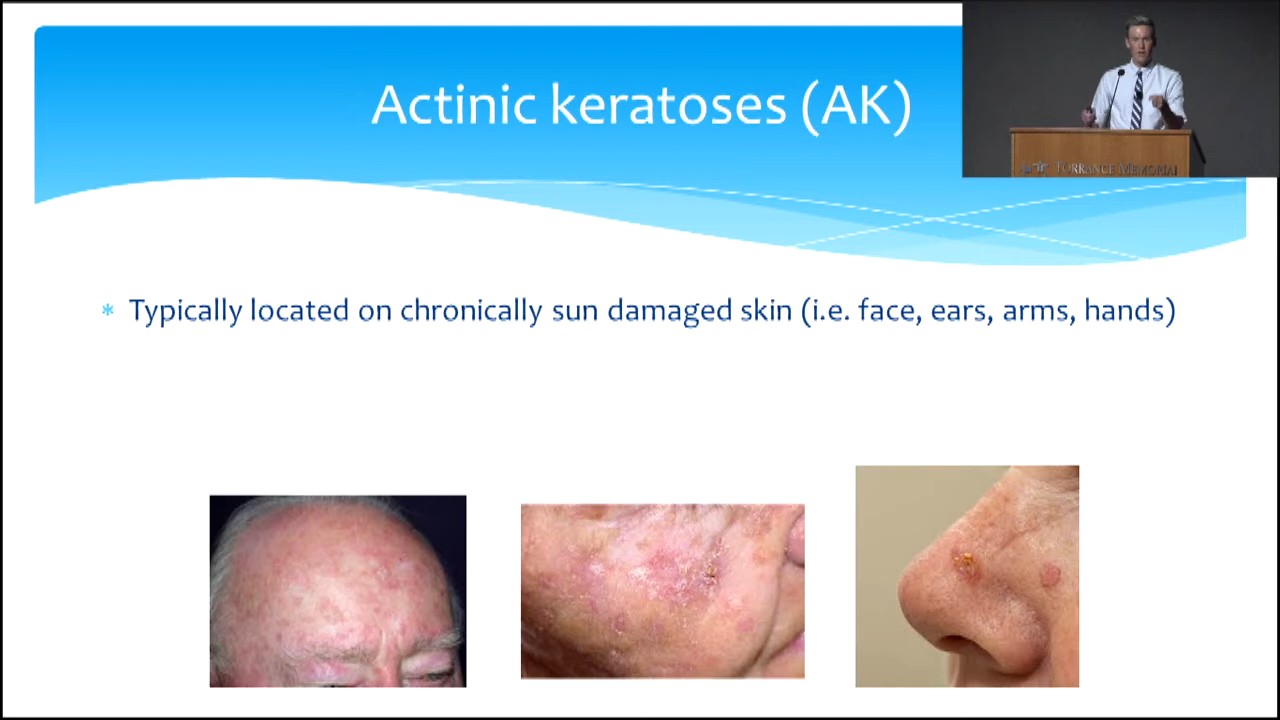 Actinic keratoses (AK)
TORRANCE MEMORIAL
* Typically located on chronically sun damaged skin (i.e. face, ears, arms, hands)